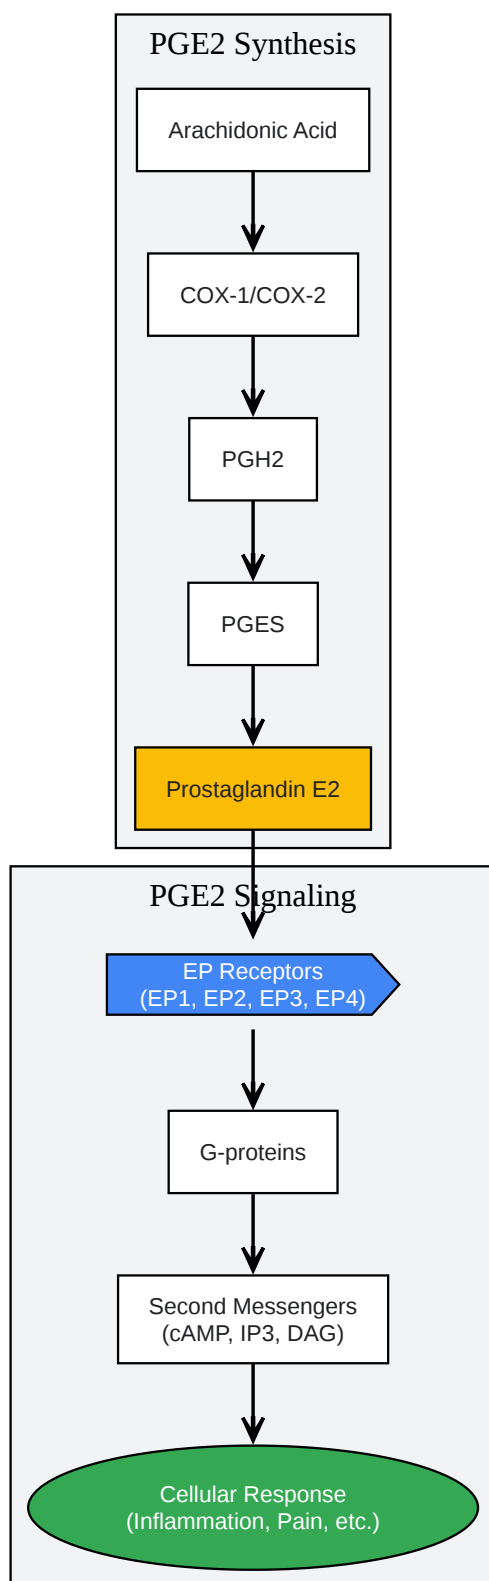 PGE2 Synthesis
Arachidonic Acid
COX-1/COX-2
PGH2
PGES
Prostaglandin E2
PGE2 Signaling
EP Receptors
(EP1, EP2, EP3, EP4)
G-proteins
Second Messengers
(cAMP, IP3, DAG)
Cellular Response
(Inflammation, Pain, etc.)